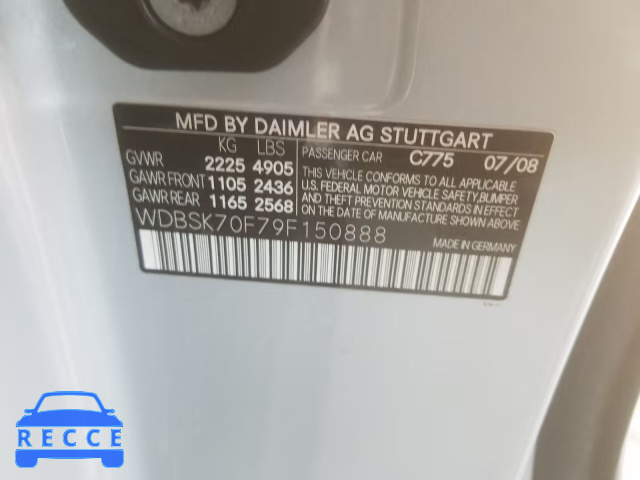 MFD BY DAIMLER AG STUTTGART
KG LBS
GVWR 2225 4905
GAWR FRONT 1105 2436
GAWR REAR 1165 2568
PASSENGER CAR C775 07/08
THIS VEHICLE CONFORMS TO ALL APPLICABLE
U.S. FEDERAL MOTOR VEHICLE SAFETY,BUMPER
AND THEFT PREVENTION STANDARDS IN EFFECT
ON THE DATE OF MANUFACTURE SHOWN ABOVE.
WDBSK70F79F150888
MADE IN GERMANY
RECCE